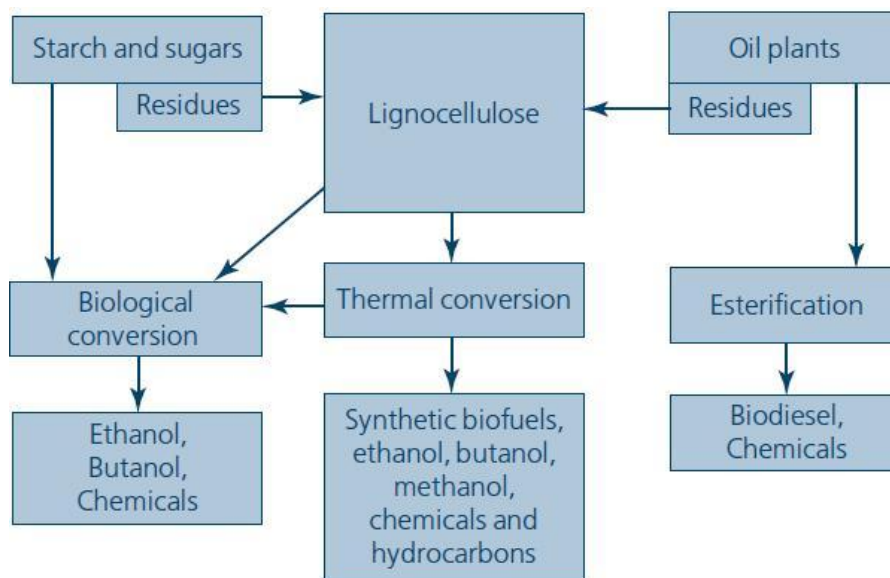 Starch and sugars
Residues
Lignocellulose
Oil plants
Residues
Biological
conversion
Thermal conversion
Esterification
Ethanol,
Butanol,
Chemicals
Synthetic biofuels,
ethanol, butanol,
methanol,
chemicals and
hydrocarbons
Biodiesel,
Chemicals